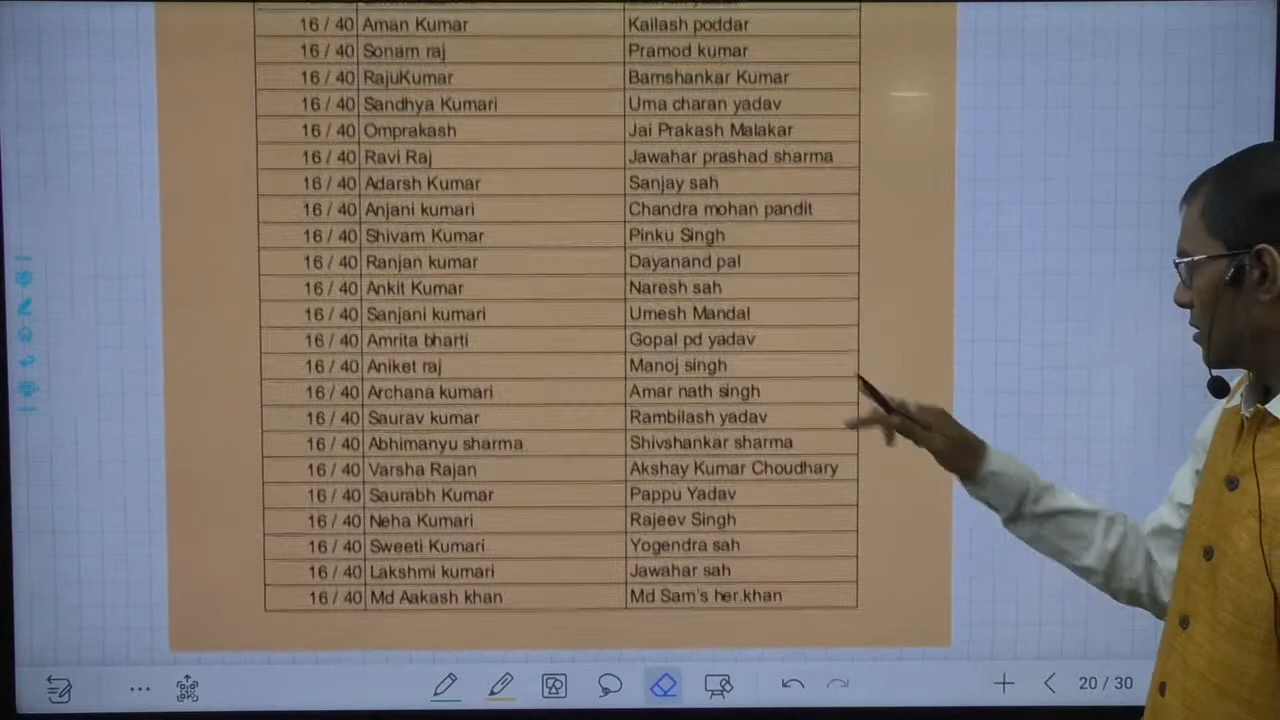 16 / 40 Aman Kumar Kailash poddar
16 / 40 Sonam raj Pramod kumar
16 / 40 RajuKumar Bamshankar Kumar
16 / 40 Sandhya Kumari Uma charan yadav
16 / 40 Omprakash Jai Prakash Malakar
16 / 40 Ravi Raj Jawahar prashad sharma
16 / 40 Adarsh Kumar Sanjay sah
16 / 40 Anjani kumari Chandra mohan pandit
16 / 40 Shivam Kumar Pinku Singh
16 / 40 Ranjan kumar Dayanand pal
16 / 40 Ankit Kumar Naresh sah
16 / 40 Sanjani kumari Umesh Mandal
16 / 40 Amrita bharti Gopal pd yadav
16 / 40 Aniket raj Manoj singh
16 / 40 Archana kumari Amar nath singh
16 / 40 Saurav kumar Rambilash yadav
16 / 40 Abhimanyu sharma Shivshankar sharma
16 / 40 Varsha Rajan Akshay Kumar Choudhary
16 / 40 Saurabh Kumar Pappu Yadav
16 / 40 Neha Kumari Rajeev Singh
16 / 40 Sweeti Kumari Yogendra sah
16 / 40 Lakshmi kumari Jawahar sah
16 / 40 Md Aakash khan Md Sam's her.khan
20 / 30